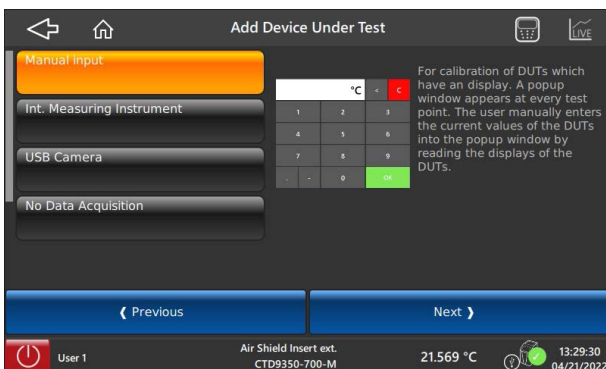 Add Device Under Test
LIVE
Manual input
Int. Measuring Instrument
USB Camera
No Data Acquisition
°C < C
1 2 3
4 5 6
7 8 9
. - 0 OK
For calibration of DUTs which
have an display. A popup
window appears at every test
point. The user manually enters
the current values of the DUTs
into the popup window by
reading the displays of the
DUTs.
❰ Previous
Next ❱
User 1
Air Shield Insert ext.
CTD9350-700-M
21.569 °C
13:29:30
04/21/2022